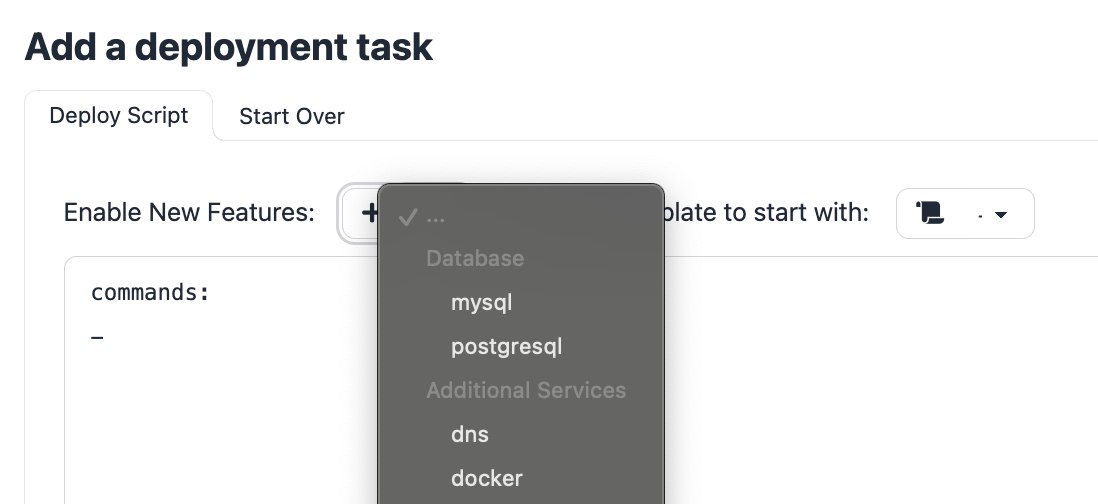 Add a deployment task
Deploy Script
Start Over
Enable New Features:
to start with:
...
Database
mysql
postgresql
Additional Services
dns
docker
commands:
-